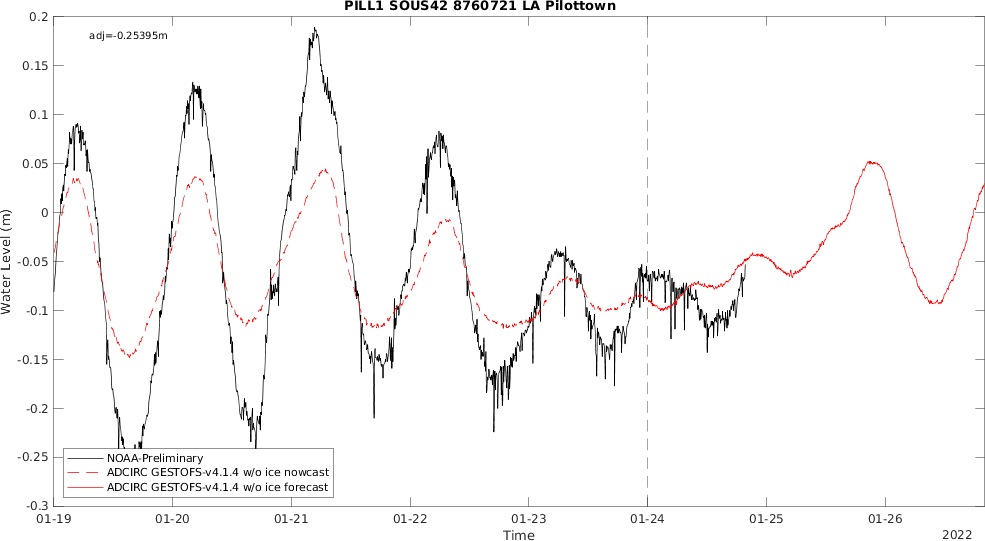 PILL1 SOUS42 8760721 LA Pilottown
adj=-0.25395m
0.2
0.15
0.1
0.05
0
-0.05
-0.1
-0.15
-0.2
-0.25
-0.3
Water Level (m)
NOAA-Preliminary
ADCIRC GESTOFS-v4.1.4 w/o ice nowcast
ADCIRC GESTOFS-v4.1.4 w/o ice forecast
01-19 01-20 01-21 01-22 01-23 01-24 01-25 01-26
Time
2022